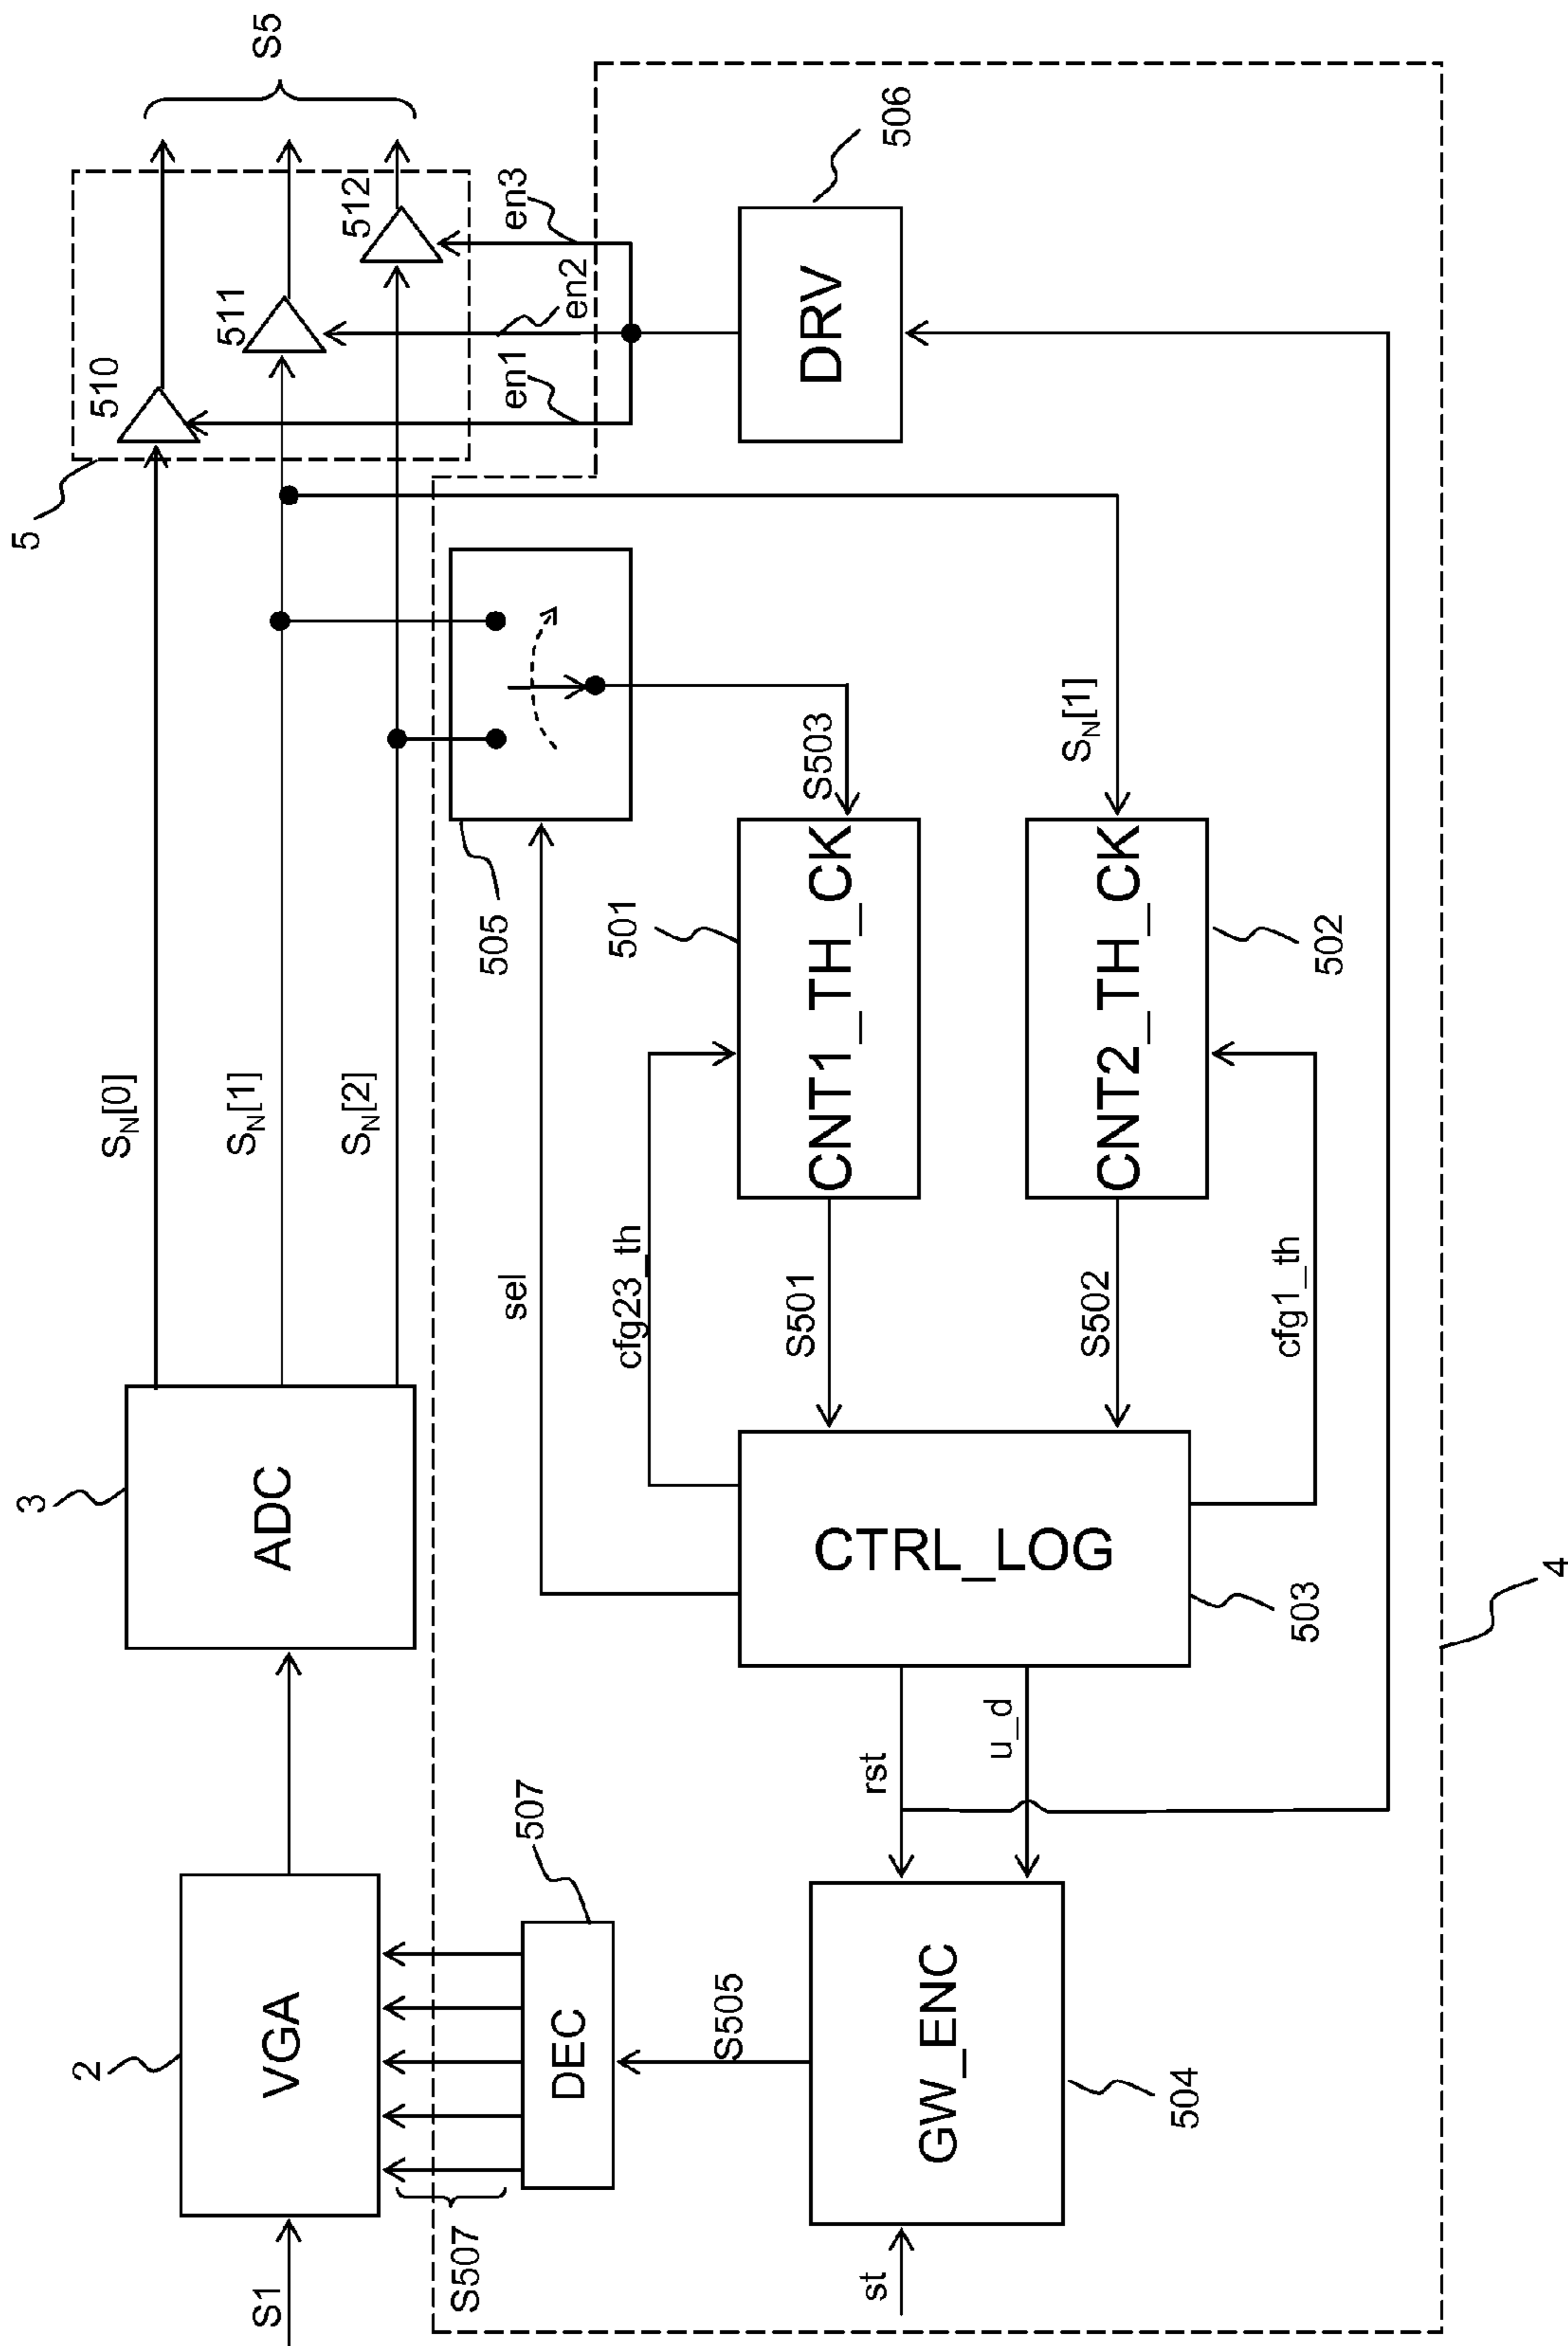 S1
2
VGA
3
ADC
S_N[0]
S_N[1]
S_N[2]
5
510
511
512
S5
en1
en2
en3
S507
507
DEC
S505
sel
505
cfg23_th
501
S503
S_N[1]
DRV
506
st
GW_ENC
504
rst
u_d
CTRL_LOG
503
S501
S502
CNT1_TH_CK
CNT2_TH_CK
502
cfg1_th
4